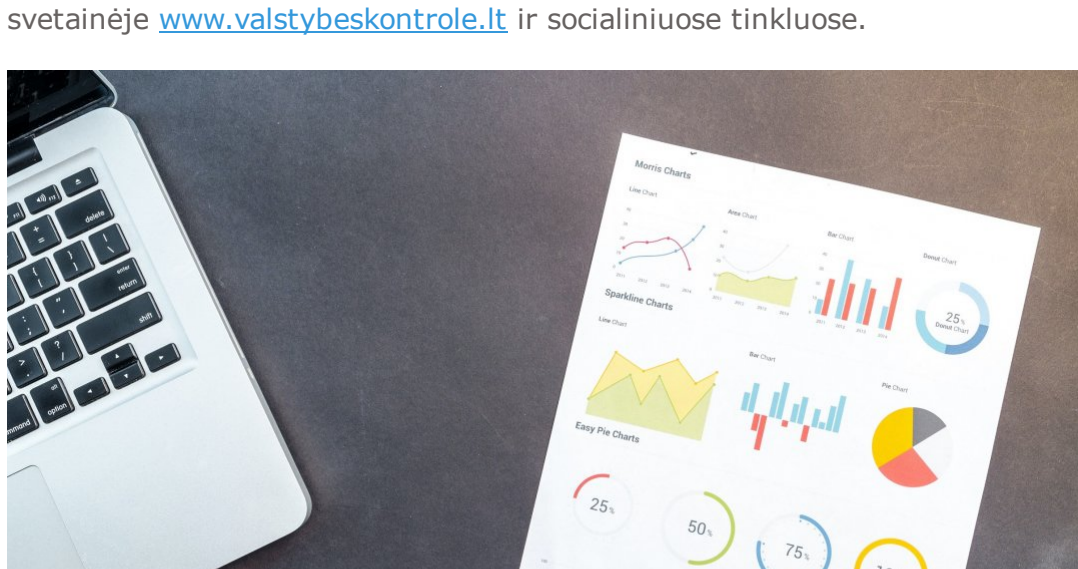 svetainėje www.valstybeskontrole.lt ir socialiniuose tinkluose.
delete
enter
return
shift
alt
option
Morris Charts
Line Chart
Area Chart
Bar Chart
Donut Chart
25%
Donut Chart
Sparkline Charts
Line Chart
Bar Chart
Pie Chart
Easy Pie Charts
25%
50%
75%